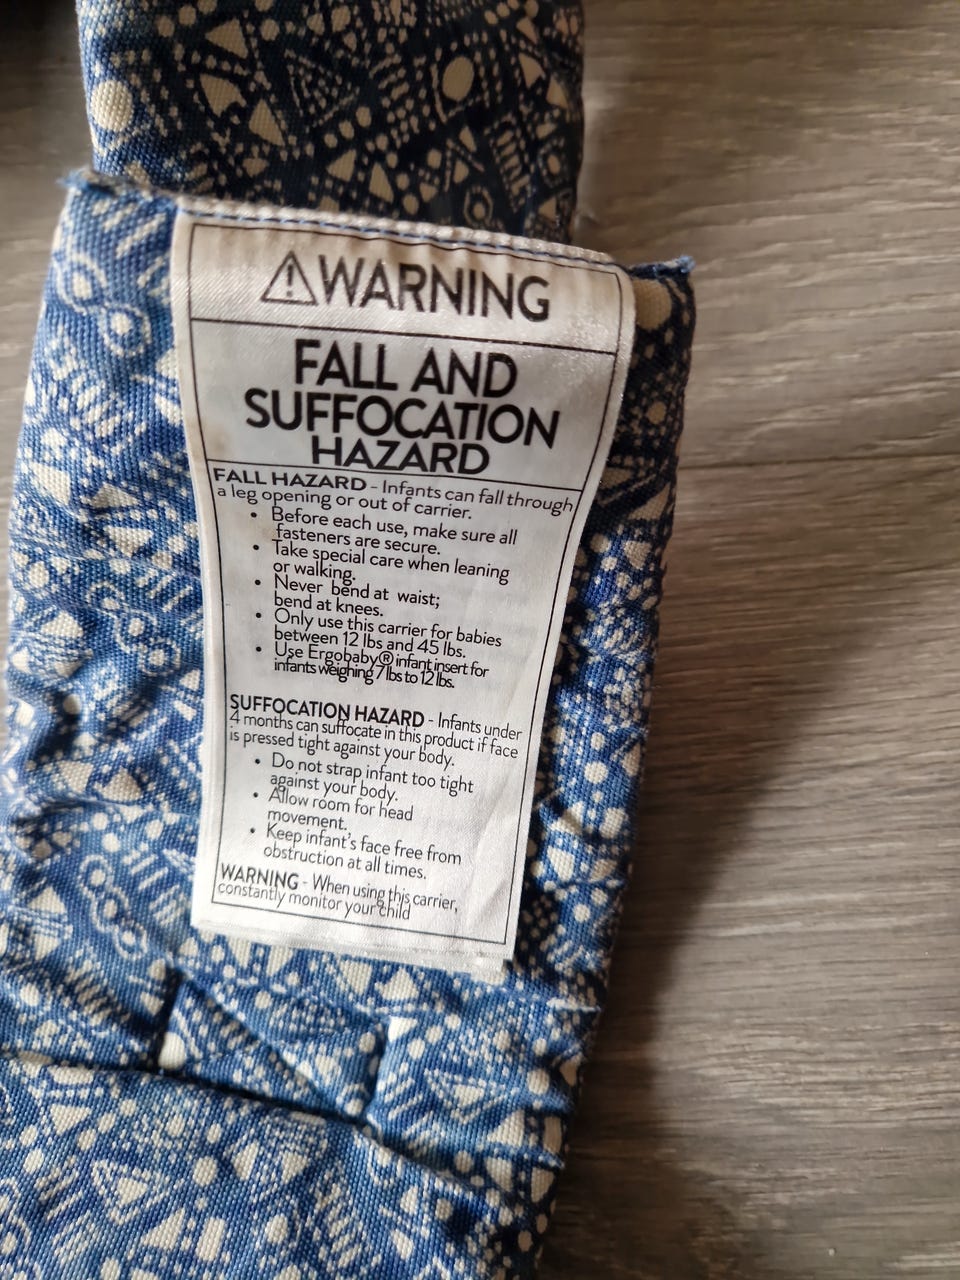 ⚠WARNING
FALL AND
SUFFOCATION
HAZARD
FALL HAZARD - Infants can fall through
a leg opening or out of carrier.
• Before each use, make sure all
fasteners are secure.
• Take special care when leaning
or walking.
• Never bend at waist;
bend at knees.
• Only use this carrier for babies
between 12 lbs and 45 lbs.
• Use Ergobaby® infant insert for
infants weighing 7 lbs to 12 lbs.
SUFFOCATION HAZARD - Infants under
4 months can suffocate in this product if face
is pressed tight against your body.
• Do not strap infant too tight
against your body.
• Allow room for head
movement.
• Keep infant's face free from
obstruction at all times.
WARNING - When using this carrier,
constantly monitor your child